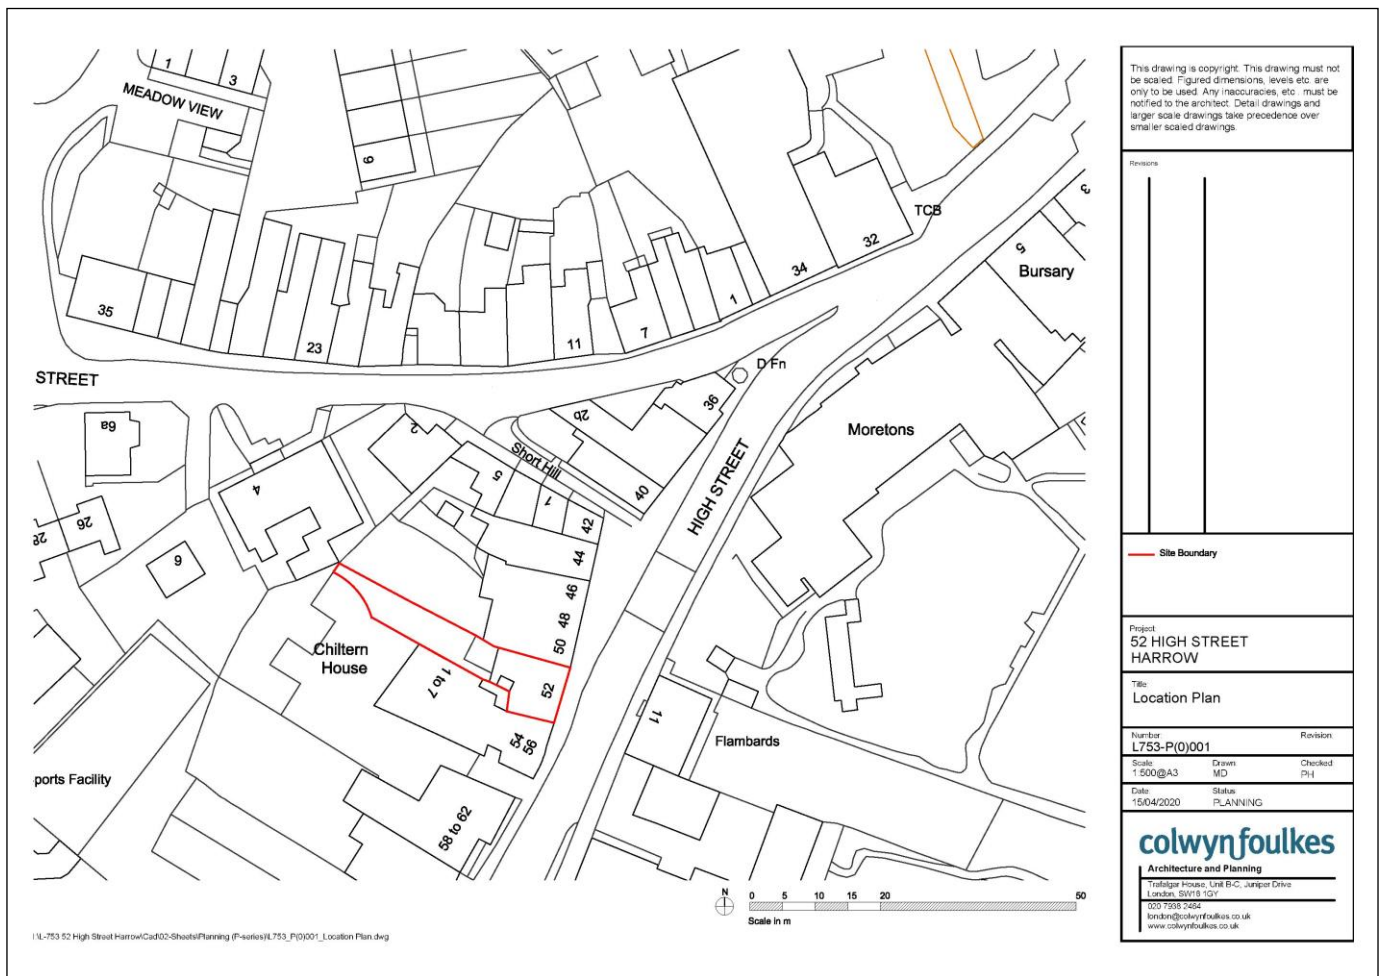 1
3
MEADOW VIEW
9
35
23
11
7
1
34
32
TCB
3
5
Bursary
STREET
D Fn
6a
2
2b
36
Short Hill
Moretons
HIGH STREET
4
5
1
40
42
26
28
6
44
46
48
50
Chiltern
House
1 to 7
52
54
56
11
Flambards
ports Facility
58 to 62
N
0 5 10 15 20 50
Scale in m
I:\L-753 52 High Street Harrow\Cad\02-Sheets\Planning (P-series)\L753_P(0)001_Location Plan.dwg
This drawing is copyright. This drawing must not
be scaled. Figured dimensions, levels etc. are
only to be used. Any inaccuracies, etc . must be
notified to the architect. Detail drawings and
larger scale drawings take precedence over
smaller scaled drawings.
Revisions
Site Boundary
Project:
52 HIGH STREET
HARROW
Title
Location Plan
Number Revision:
L753-P(0)001
Scale Drawn Checked
1:500@A3 MD PH
Date Status
15/04/2020 PLANNING
colwyn foulkes
Architecture and Planning
Trafalgar House, Unit B-C, Juniper Drive
London, SW18 1GY
020 7938 2464
london@colwynfoulkes.co.uk
www.colwynfoulkes.co.uk